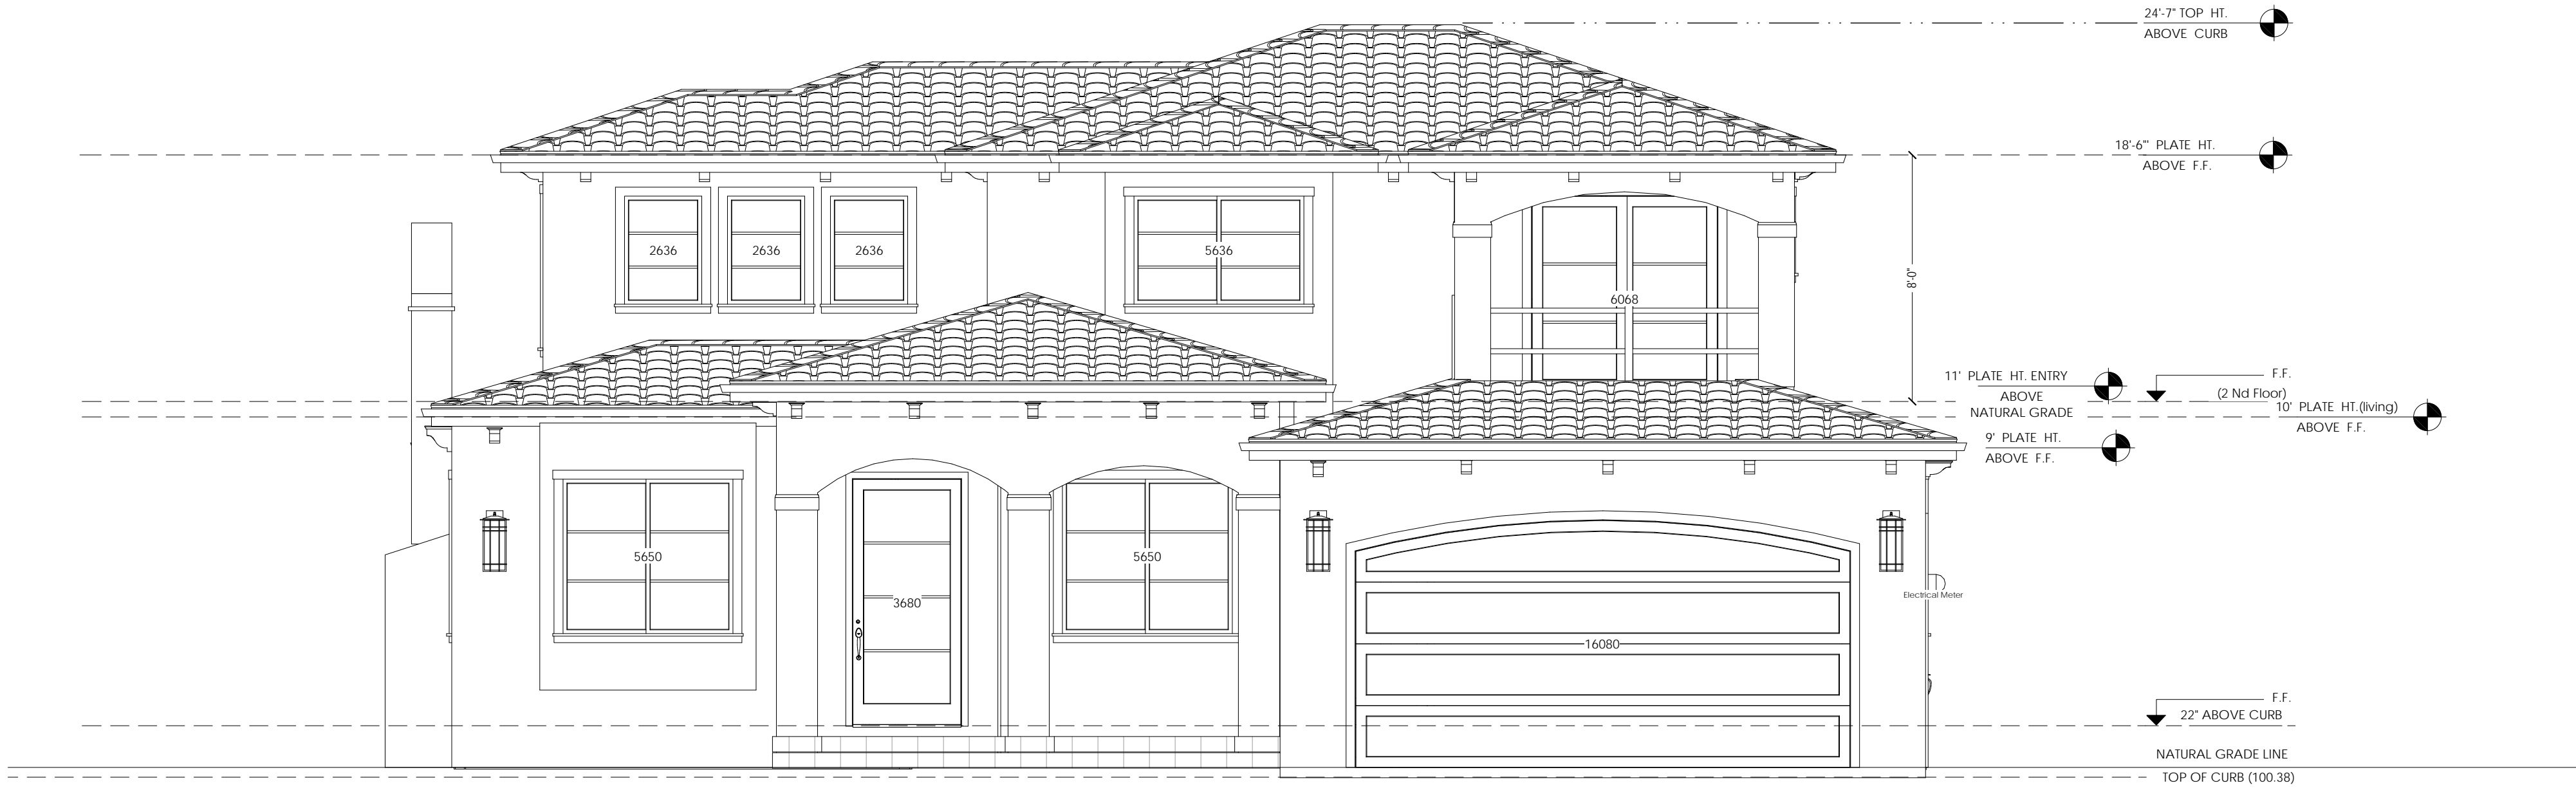 24'-7" TOP HT.
ABOVE CURB
18'-6"' PLATE HT.
ABOVE F.F.
2636
2636
2636
5636
6068
8'-0"
11' PLATE HT. ENTRY
ABOVE
NATURAL GRADE
F.F.
(2 Nd Floor)
10' PLATE HT.(living)
ABOVE F.F.
9' PLATE HT.
ABOVE F.F.
5650
3680
5650
16080
Electrical Meter
F.F.
22" ABOVE CURB
NATURAL GRADE LINE
TOP OF CURB (100.38)